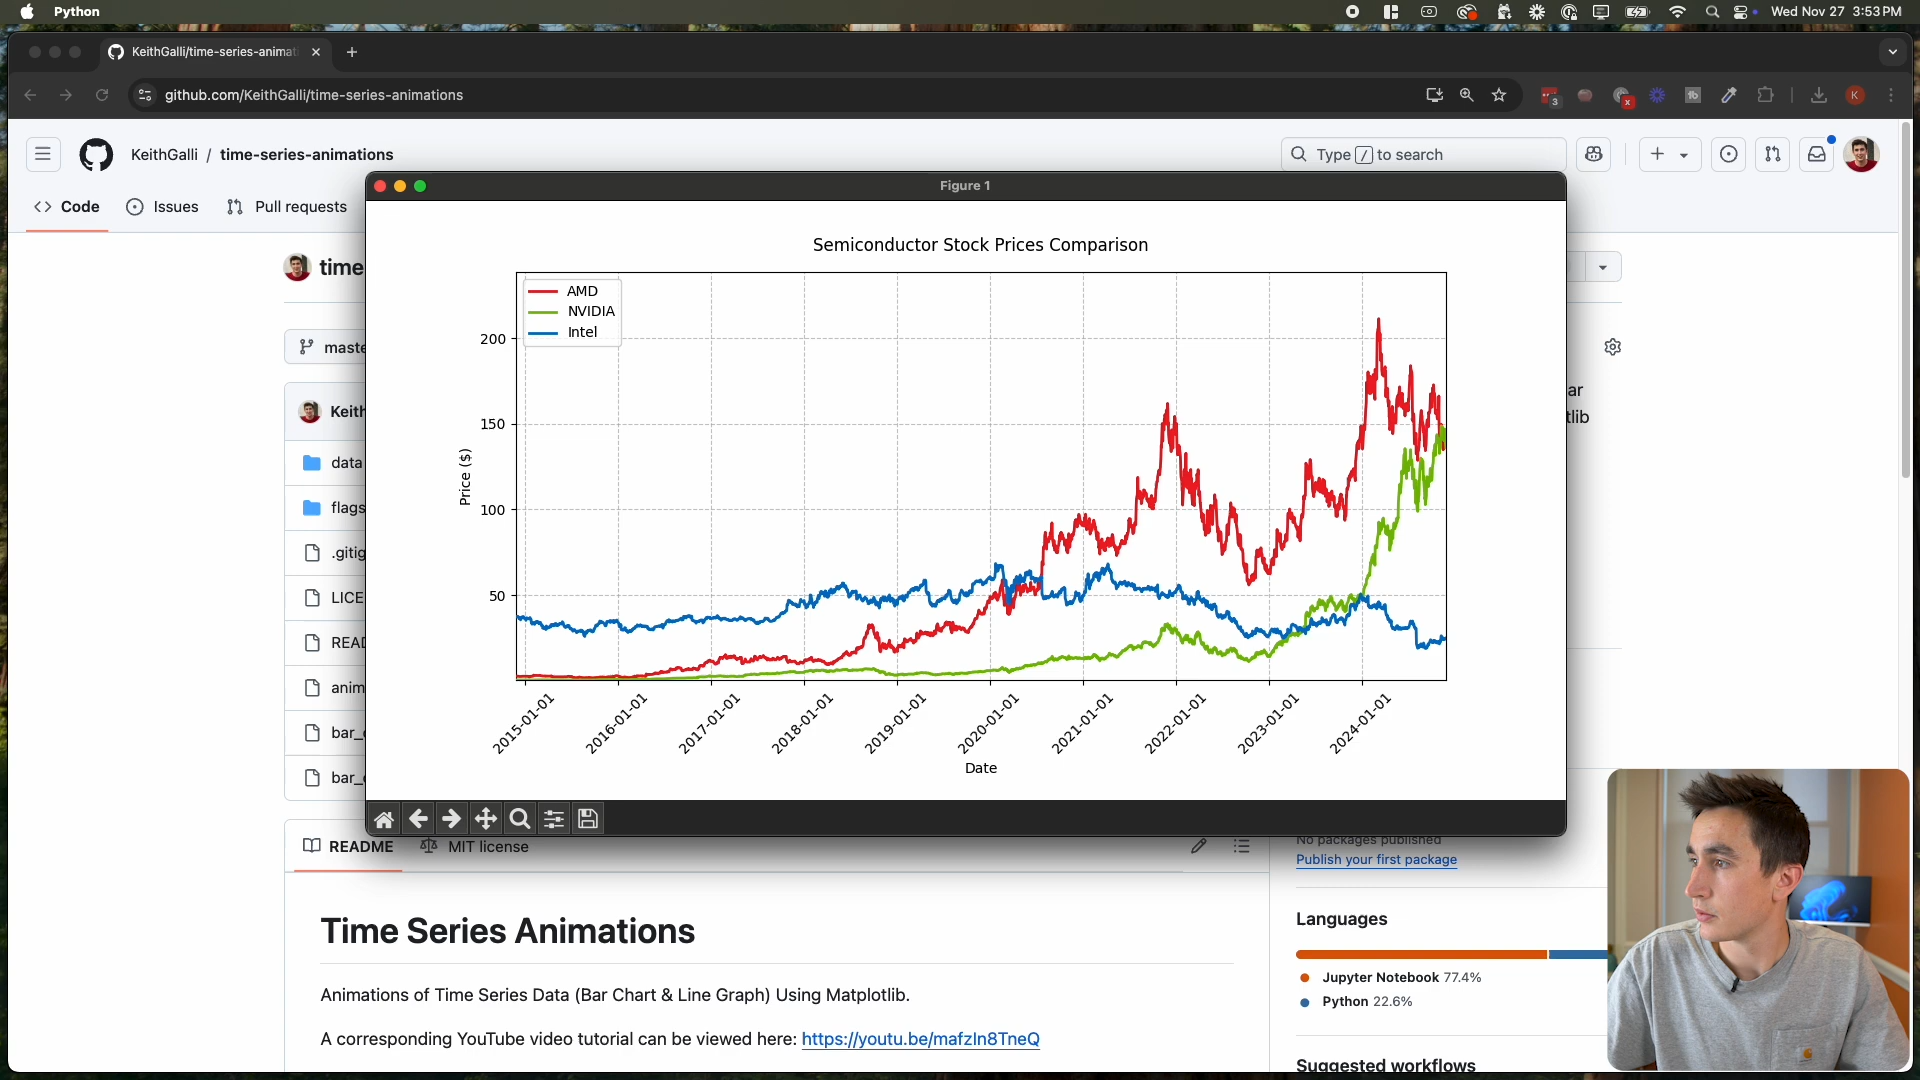 Python
Wed Nov 27 3:53 PM
KeithGalli/time-series-animat
github.com/KeithGalli/time-series-animations
3
x
tb
K
KeithGalli / time-series-animations
Type / to search
Code
Issues
Pull requests
Figure 1
time
Semiconductor Stock Prices Comparison
AMD
NVIDIA
Intel
200
150
100
50
Price ($)
2015-01-01
2016-01-01
2017-01-01
2018-01-01
2019-01-01
2020-01-01
2021-01-01
2022-01-01
2023-01-01
2024-01-01
Date
maste
ar
tlib
Keith
data
flags
.gitig
LICE
READ
anim
bar_
bar_
README
MIT license
No packages published
Publish your first package
Time Series Animations
Animations of Time Series Data (Bar Chart & Line Graph) Using Matplotlib.
A corresponding YouTube video tutorial can be viewed here: https://youtu.be/mafzIn8TneQ
Languages
Jupyter Notebook 77.4%
Python 22.6%
Suggested workflows